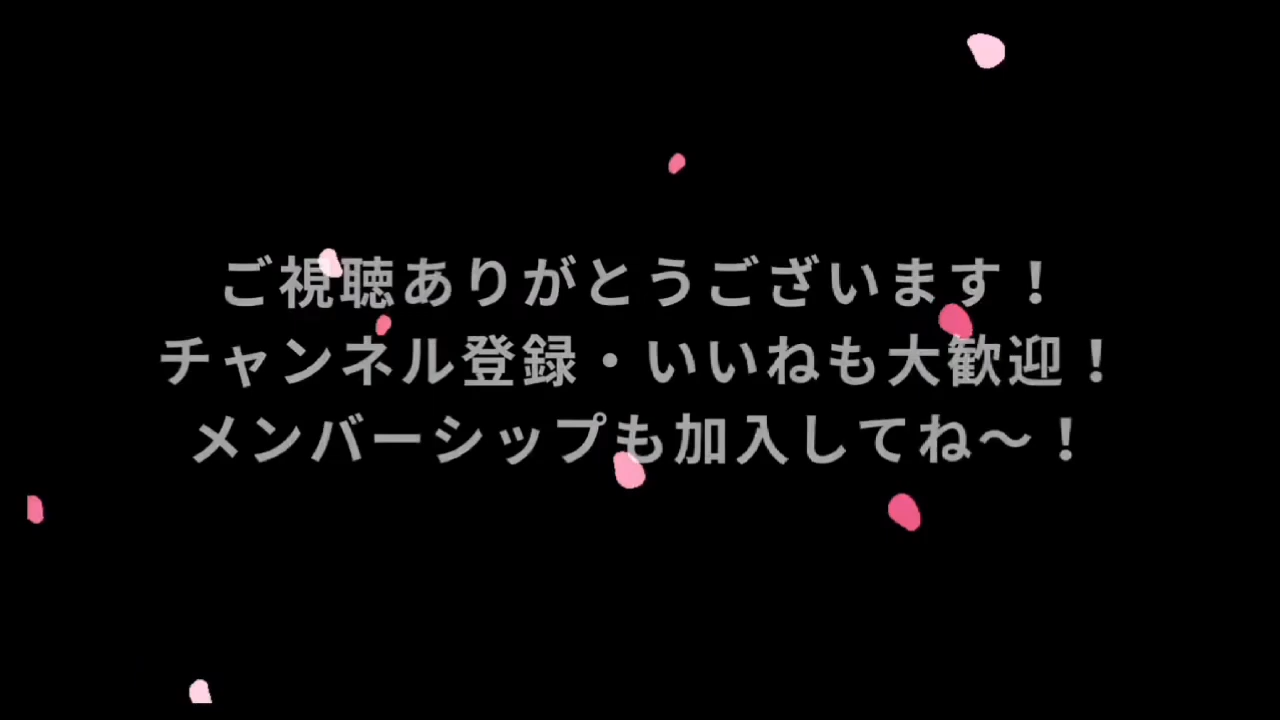 ご視聴ありがとうございます！
チャンネル登録・いいねも大歓迎！
メンバーシップも加入してね〜！